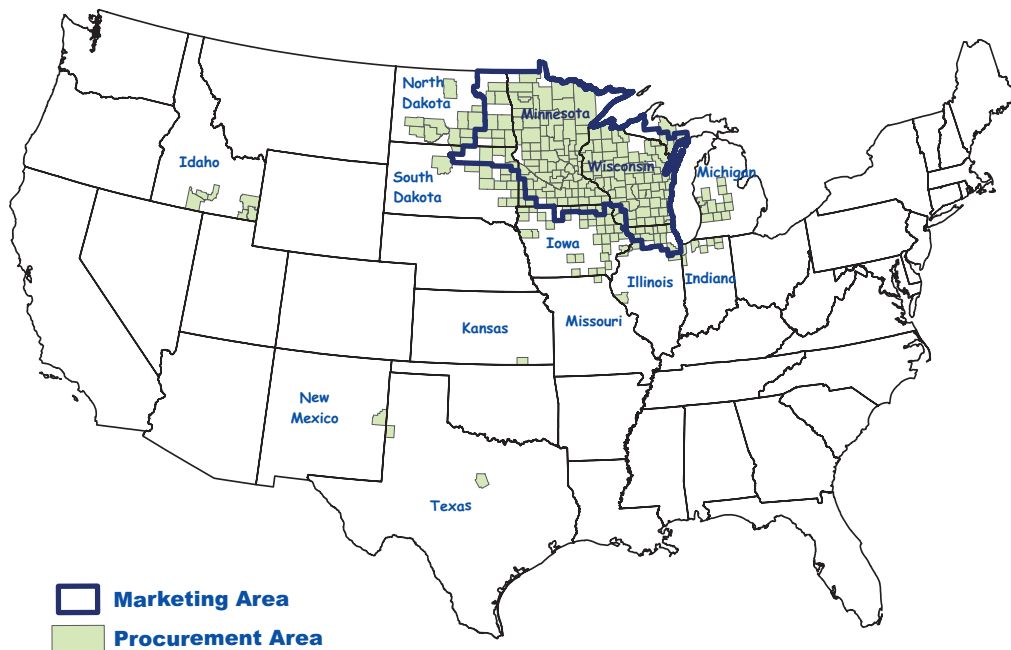 North
Dakota
Minnesota
Idaho
Wisconsin
Michigan
South
Dakota
Iowa
Illinois
Indiana
Kansas
Missouri
New
Mexico
Texas
Marketing Area
Procurement Area